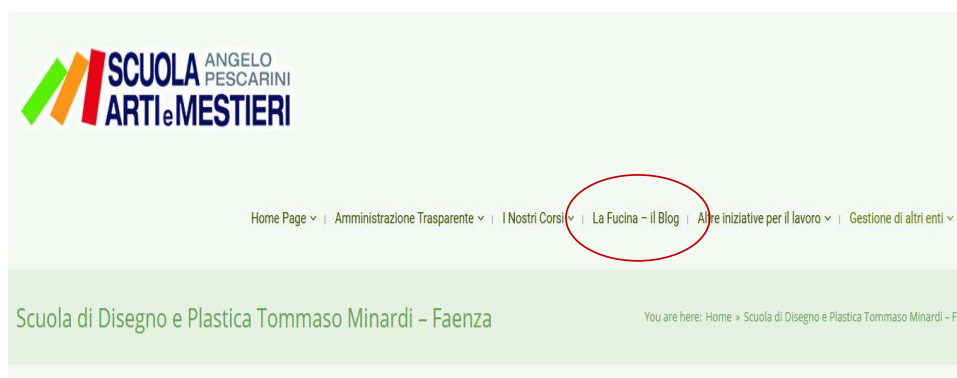 SCUOLA ANGELO PESCARINI
ARTI e MESTIERI
Home Page | Amministrazione Trasparente | I Nostri Corsi | La Fucina – il Blog | Altre iniziative per il lavoro | Gestione di altri enti
Scuola di Disegno e Plastica Tommaso Minardi – Faenza
You are here: Home » Scuola di Disegno e Plastica Tommaso Minardi – F